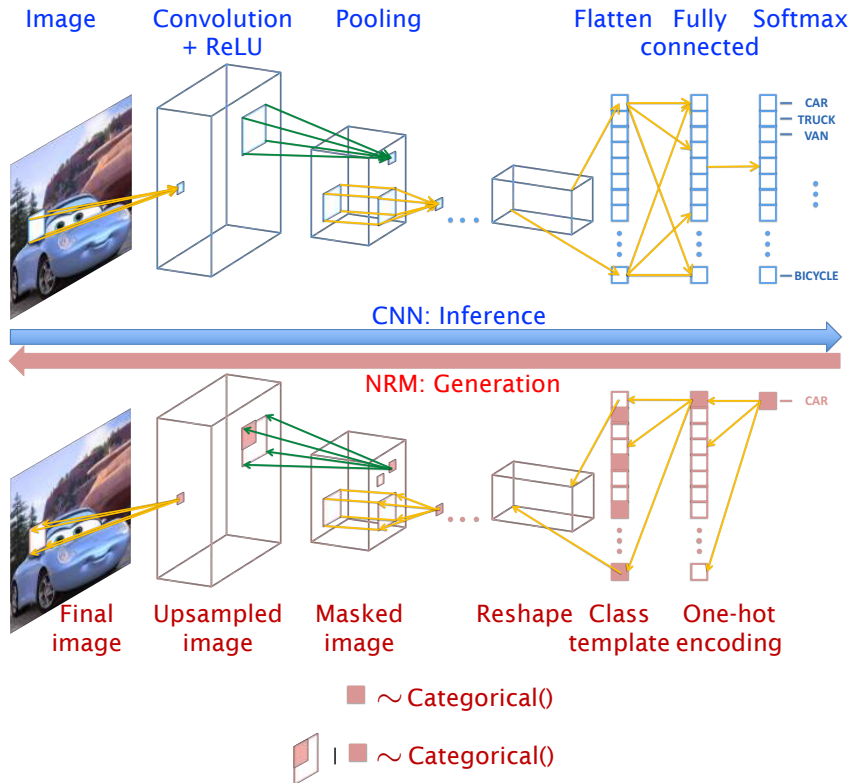 Image
Convolution
+ ReLU
Pooling
Flatten
Fully
connected
Softmax
CAR
TRUCK
VAN
BICYCLE
CNN: Inference
NRM: Generation
CAR
Final
image
Upsampled
image
Masked
image
Reshape
Class
template
One-hot
encoding
∼ Categorical()
| ∼ Categorical()